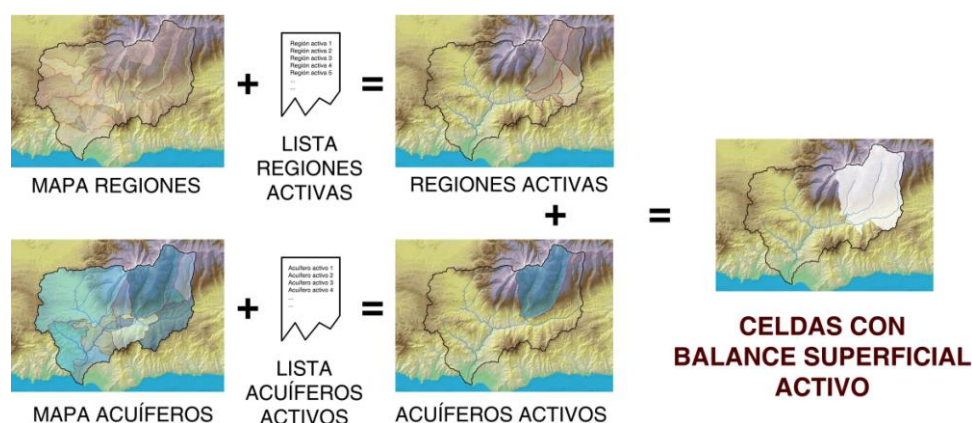 Región activa 1
Región activa 2
Región activa 3
Región activa 4
Región activa 5
...
...
+
=
MAPA REGIONES
LISTA
REGIONES
ACTIVAS
REGIONES ACTIVAS
+
=
Acuífero activo 1
Acuífero activo 2
Acuífero activo 3
Acuífero activo 4
...
...
+
=
MAPA ACUÍFEROS
LISTA
ACUÍFEROS
ACTIVOS
ACUÍFEROS ACTIVOS
CELDAS CON
BALANCE SUPERFICIAL
ACTIVO